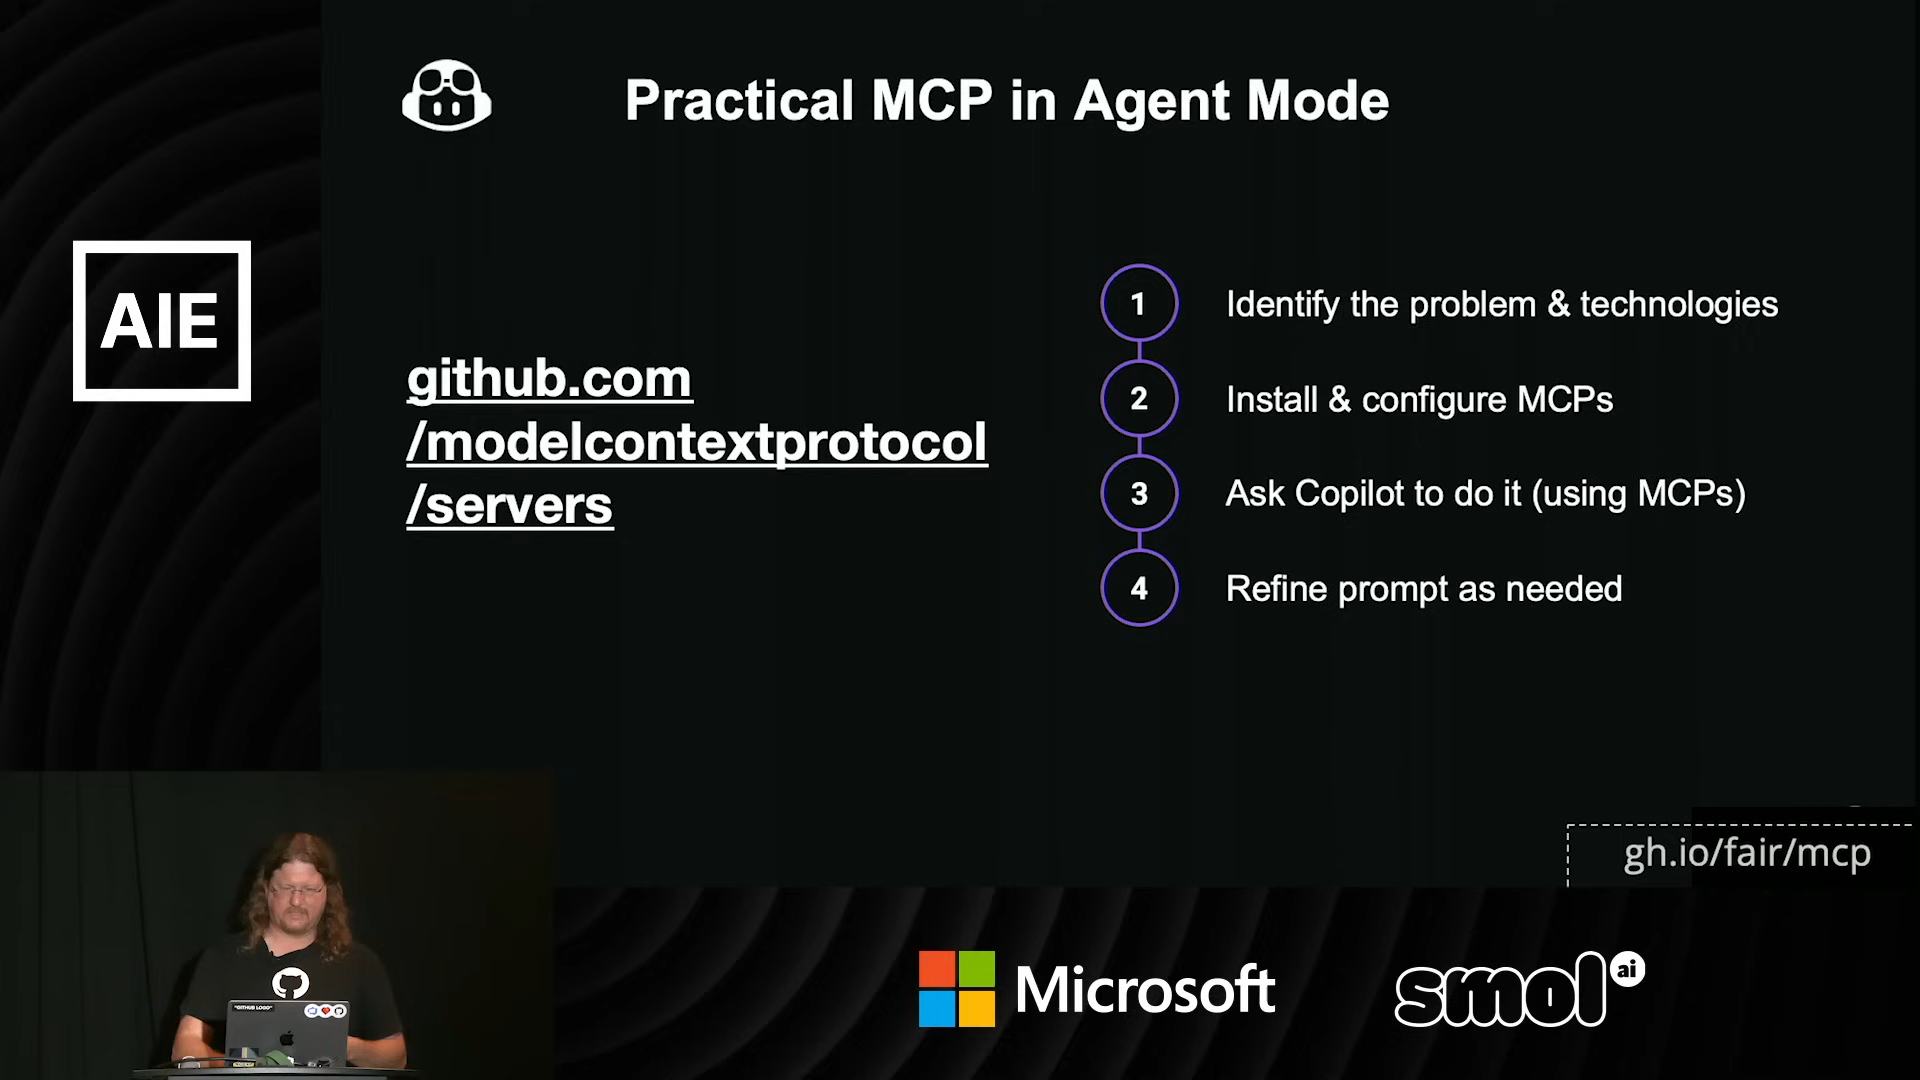 Practical MCP in Agent Mode
AIE
github.com
/modelcontextprotocol
/servers
1 Identify the problem & technologies
2 Install & configure MCPs
3 Ask Copilot to do it (using MCPs)
4 Refine prompt as needed
gh.io/fair/mcp
"GITHUB LOGO"
Microsoft
smol ai